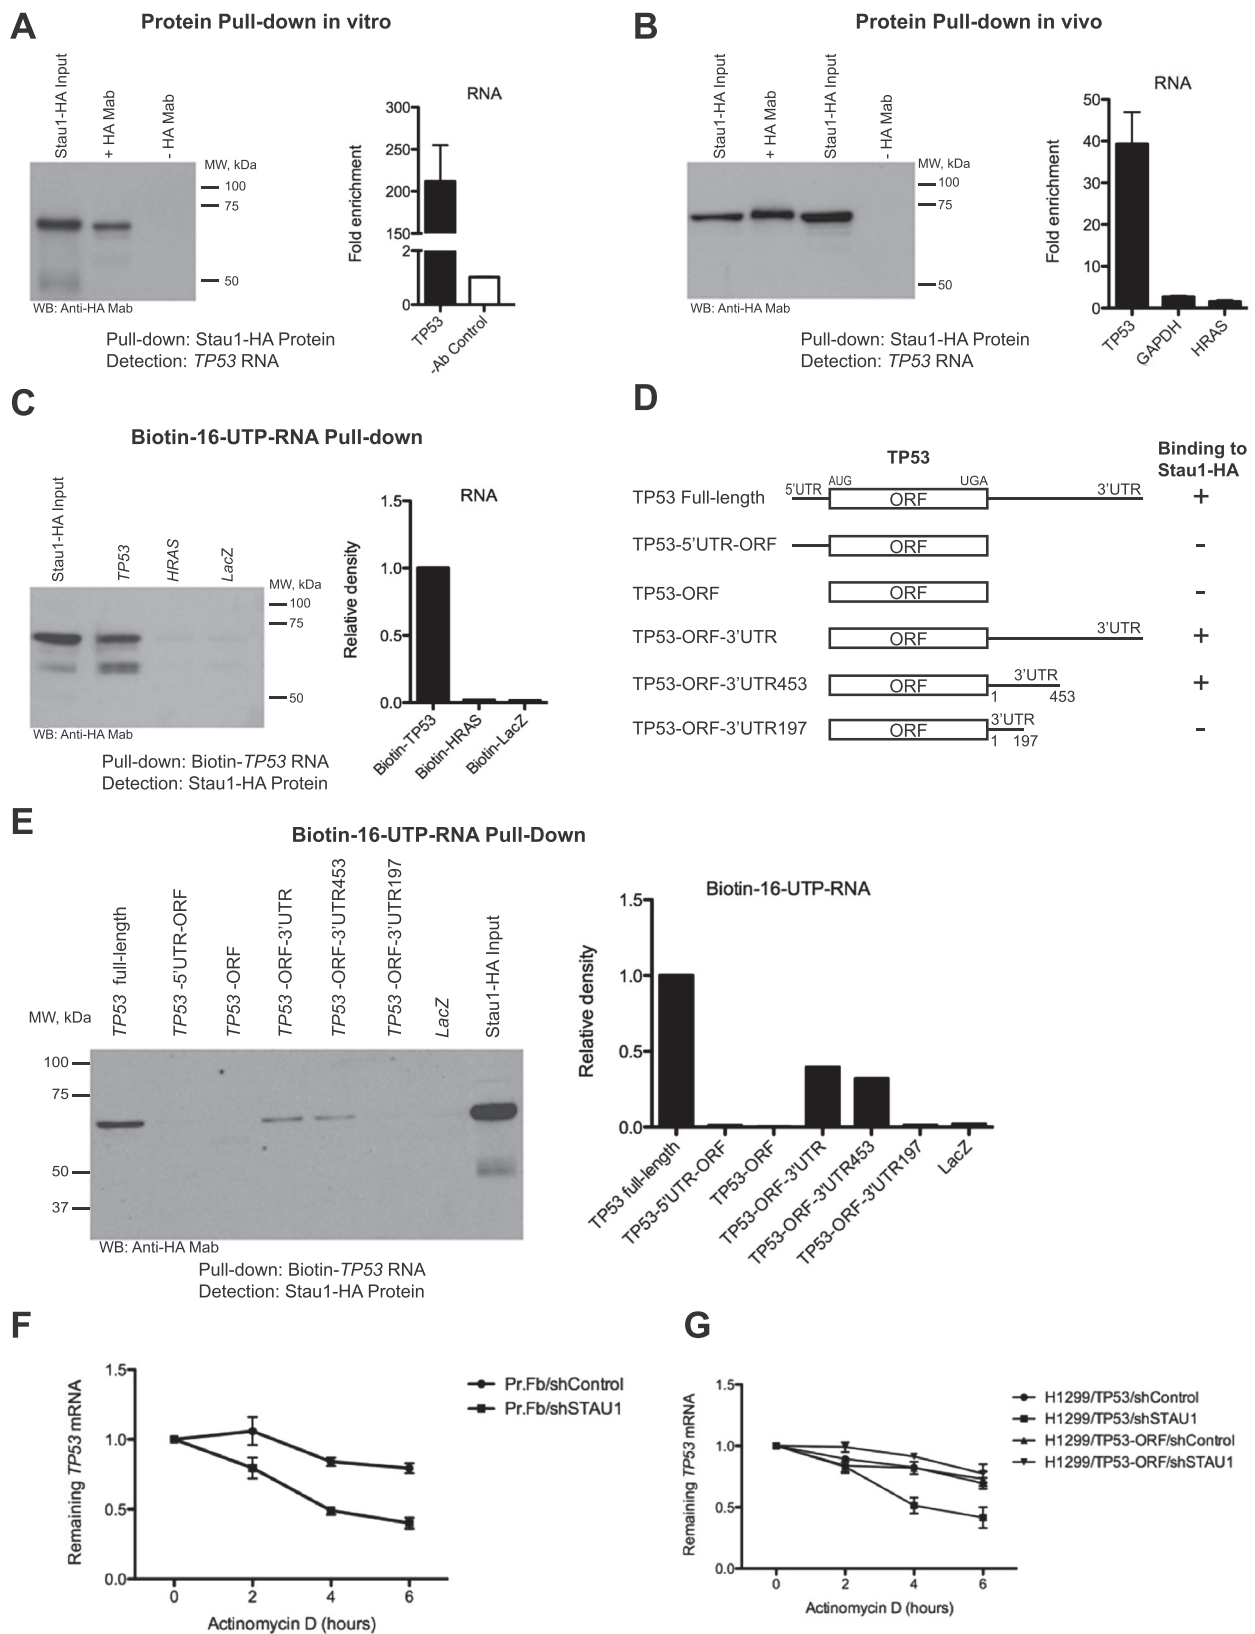 A
Protein Pull-down in vitro
Stau1-HA Input
+ HA Mab
- HA Mab
MW, kDa
100
75
50
WB: Anti-HA Mab
RNA
Fold enrichment
300
250
200
150
2
0
TP53
-Ab Control
Pull-down: Stau1-HA Protein
Detection: TP53 RNA
B
Protein Pull-down in vivo
Stau1-HA Input
+ HA Mab
Stau1-HA Input
- HA Mab
MW, kDa
100
75
50
WB: Anti-HA Mab
RNA
Fold enrichment
50
40
30
20
10
0
TP53
GAPDH
HRAS
Pull-down: Stau1-HA Protein
Detection: TP53 RNA
C
Biotin-16-UTP-RNA Pull-down
Stau1-HA Input
TP53
HRAS
LacZ
MW, kDa
100
75
50
WB: Anti-HA Mab
RNA
Relative density
1.5
1.0
0.5
0.0
Biotin-TP53
Biotin-HRAS
Biotin-LacZ
Pull-down: Biotin-TP53 RNA
Detection: Stau1-HA Protein
D
TP53
Binding to
Stau1-HA
TP53 Full-length 5'UTR AUG ORF UGA 3'UTR +
TP53-5'UTR-ORF ORF -
TP53-ORF ORF -
TP53-ORF-3'UTR ORF 3'UTR +
TP53-ORF-3'UTR453 ORF 3'UTR +
1 453
TP53-ORF-3'UTR197 ORF 3'UTR -
1 197
E
Biotin-16-UTP-RNA Pull-Down
TP53 full-length
TP53 -5'UTR-ORF
TP53 -ORF
TP53 -ORF-3'UTR
TP53 -ORF-3'UTR453
TP53 -ORF-3'UTR197
LacZ
Stau1-HA Input
MW, kDa
100
75
50
37
WB: Anti-HA Mab
Pull-down: Biotin-TP53 RNA
Detection: Stau1-HA Protein
Biotin-16-UTP-RNA
Relative density
1.5
1.0
0.5
0.0
TP53 full-length
TP53-5'UTR-ORF
TP53-ORF
TP53-ORF-3'UTR
TP53-ORF-3'UTR453
TP53-ORF-3'UTR197
LacZ
F
Remaining TP53 mRNA
1.5
1.0
0.5
0.0
0 2 4 6
Actinomycin D (hours)
Pr.Fb/shControl
Pr.Fb/shSTAU1
G
Remaining TP53 mRNA
1.5
1.0
0.5
0.0
0 2 4 6
Actinomycin D (hours)
H1299/TP53/shControl
H1299/TP53/shSTAU1
H1299/TP53-ORF/shControl
H1299/TP53-ORF/shSTAU1